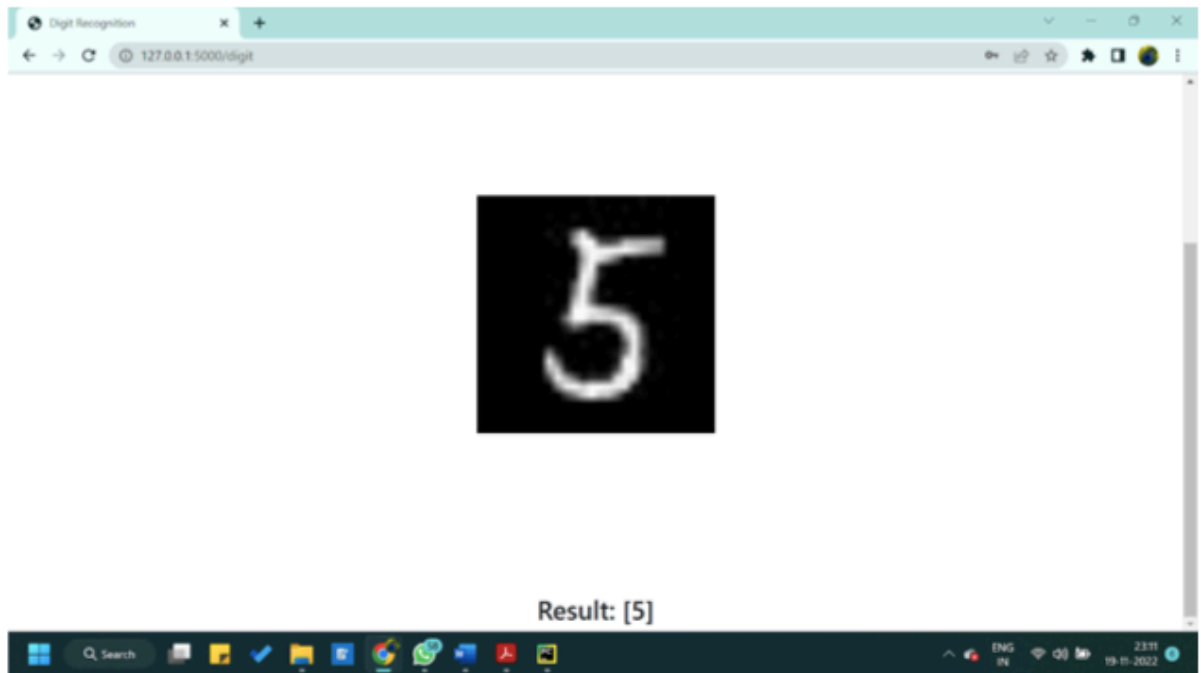 Digit Recognition
127.0.0.1:5000/digit
5
Result: [5]
Search
ENG
IN
23:11
19-11-2022